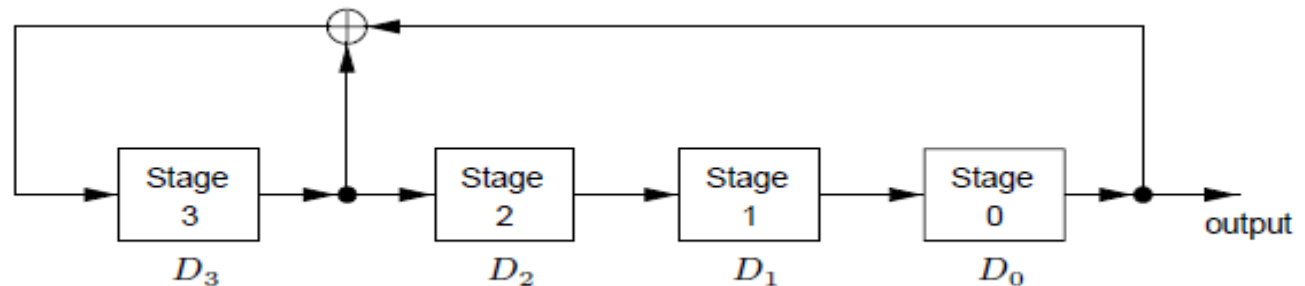 Stage Stage Stage Stage
3 2 1 0
output
D₃ D₂ D₁ D₀